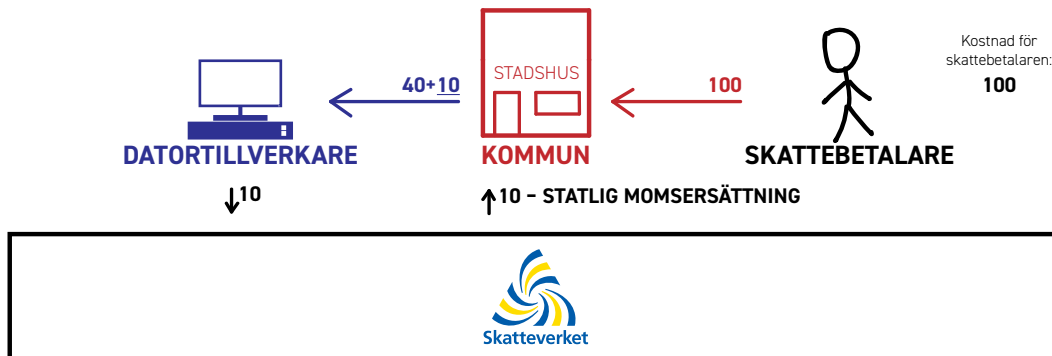 Kostnad för
skattebetalaren:
100
STADSHUS
40+10
100
DATORTILLVERKARE
KOMMUN
SKATTEBETALARE
10
10 – STATLIG MOMSERSÄTTNING
Skatteverket